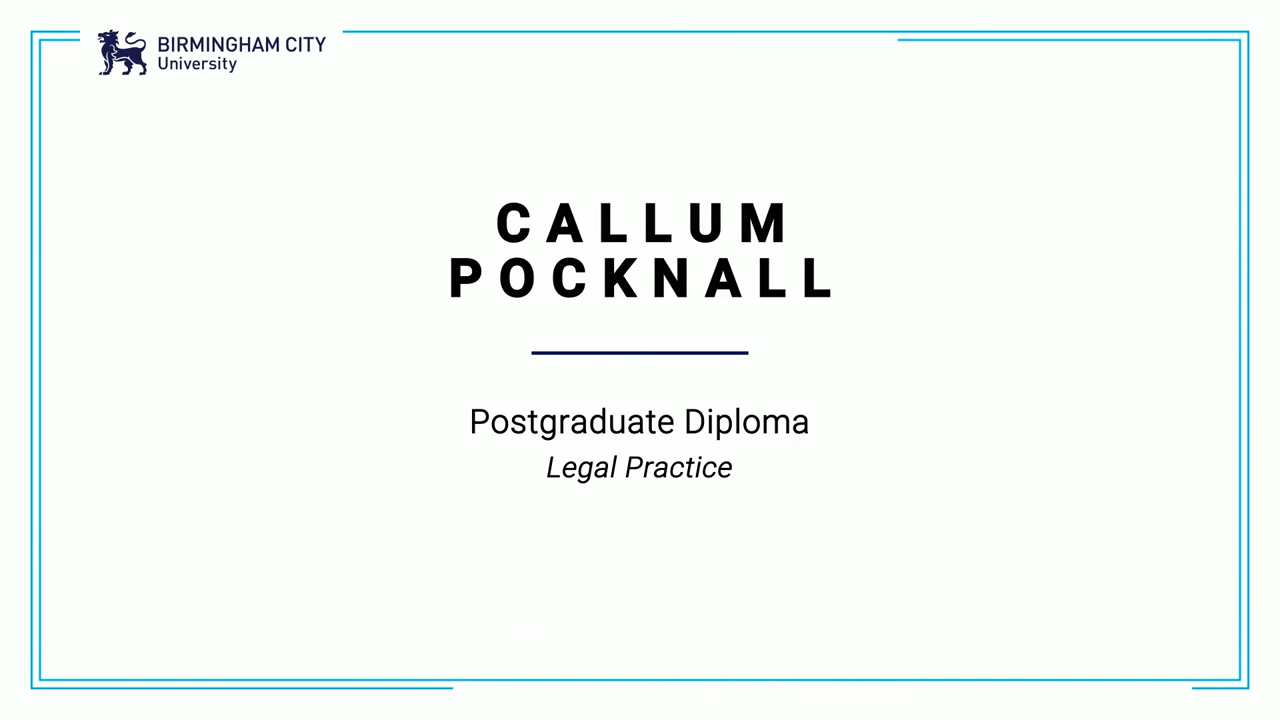 BIRMINGHAM CITY
University
CALLUM
POCKNALL
Postgraduate Diploma
Legal Practice